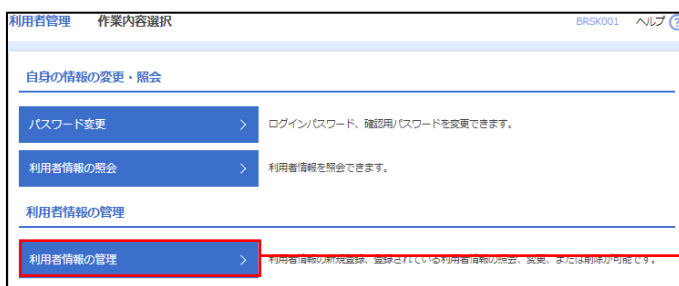 利用者管理 作業内容選択 BRSK001 ヘルプ ?
自身の情報の変更・照会
パスワード変更 ログインパスワード、確認用パスワードを変更できます。
利用者情報の照会 利用者情報を照会できます。
利用者情報の管理
利用者情報の管理 利用者情報の新規登録、登録されている利用者情報の照会、変更、または削除が可能です。